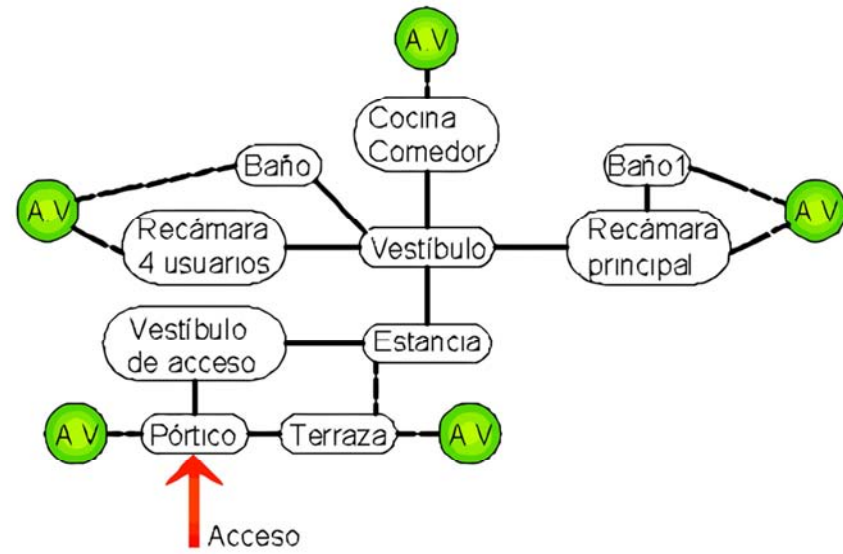 A.V
Cocina
Comedor
Baño
Baño1
A.V
Recámara
4 usuarios
Vestíbulo
Recámara
principal
A.V
Vestíbulo
de acceso
Estancia
A.V
Pórtico
Terraza
A.V
Acceso